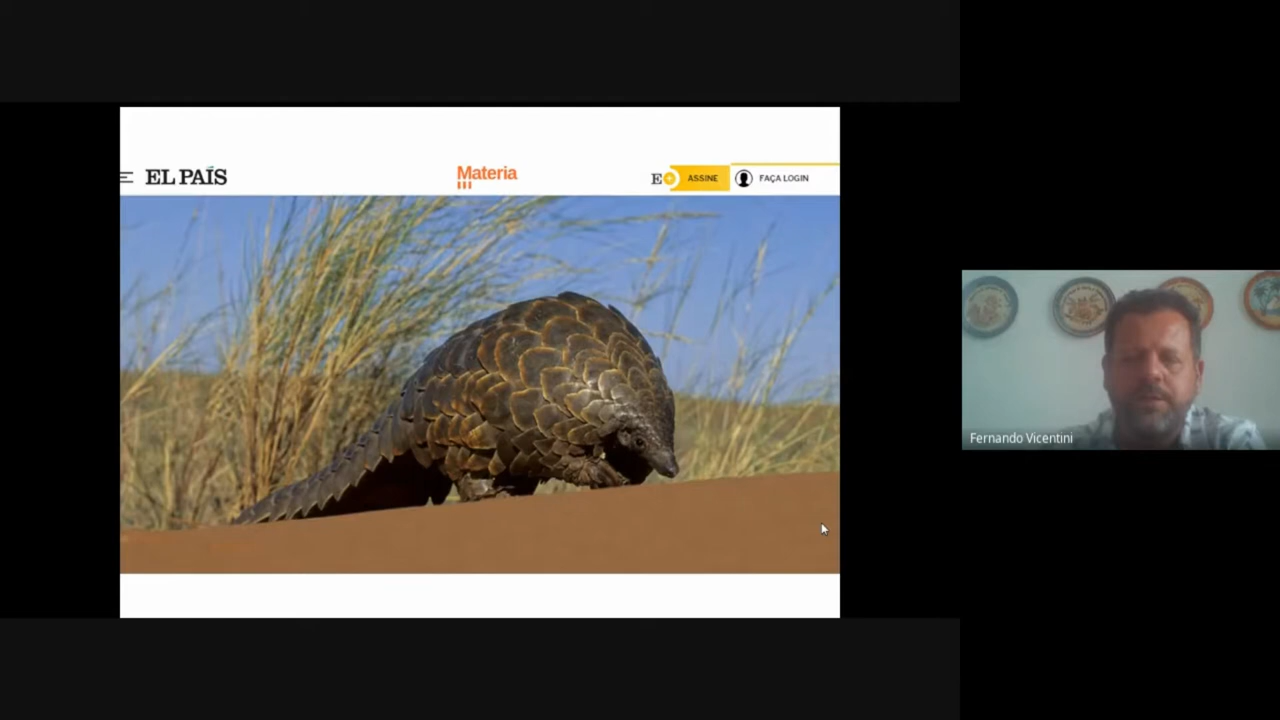 EL PAÍS
Materia
E+ ASSINE
FAÇA LOGIN
Fernando Vicentini